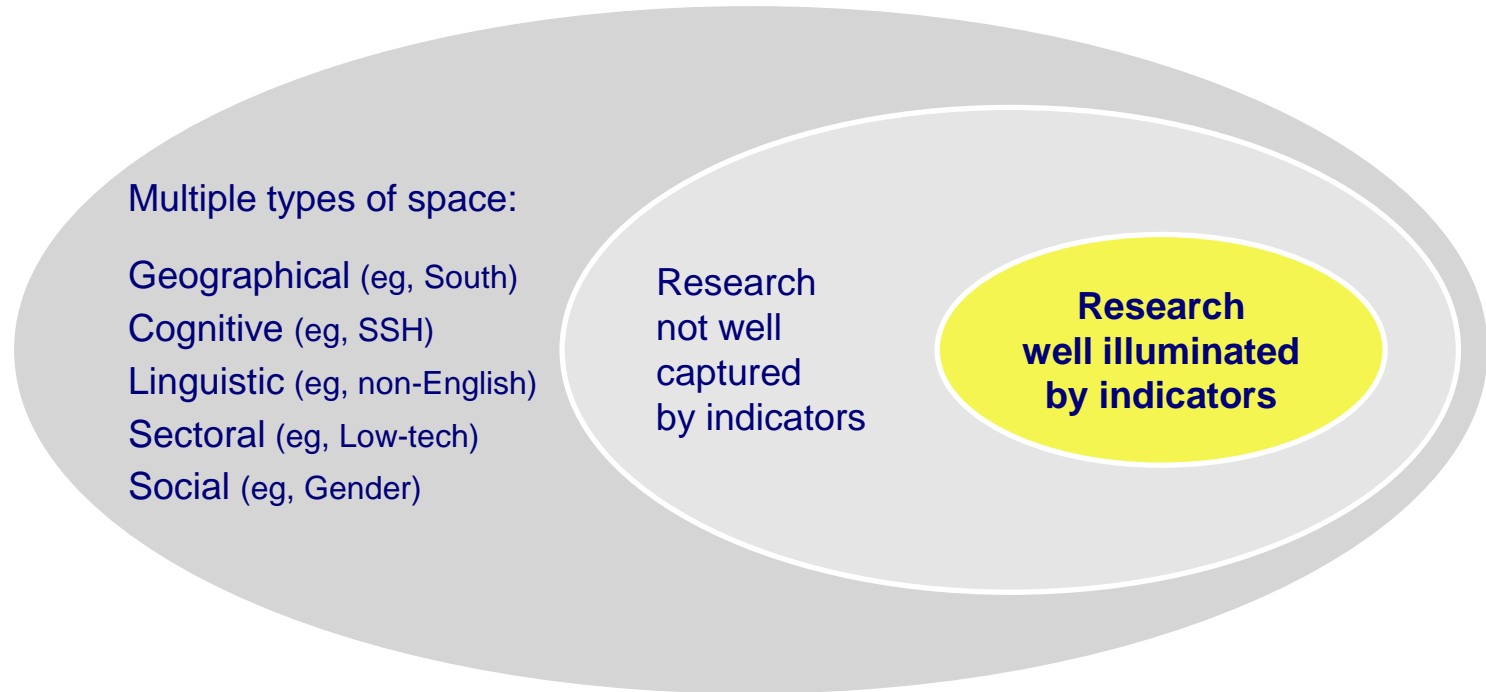 Multiple types of space:
Geographical (eg, South)
Cognitive (eg, SSH)
Linguistic (eg, non-English)
Sectoral (eg, Low-tech)
Social (eg, Gender)
Research
not well
captured
by indicators
Research
well illuminated
by indicators